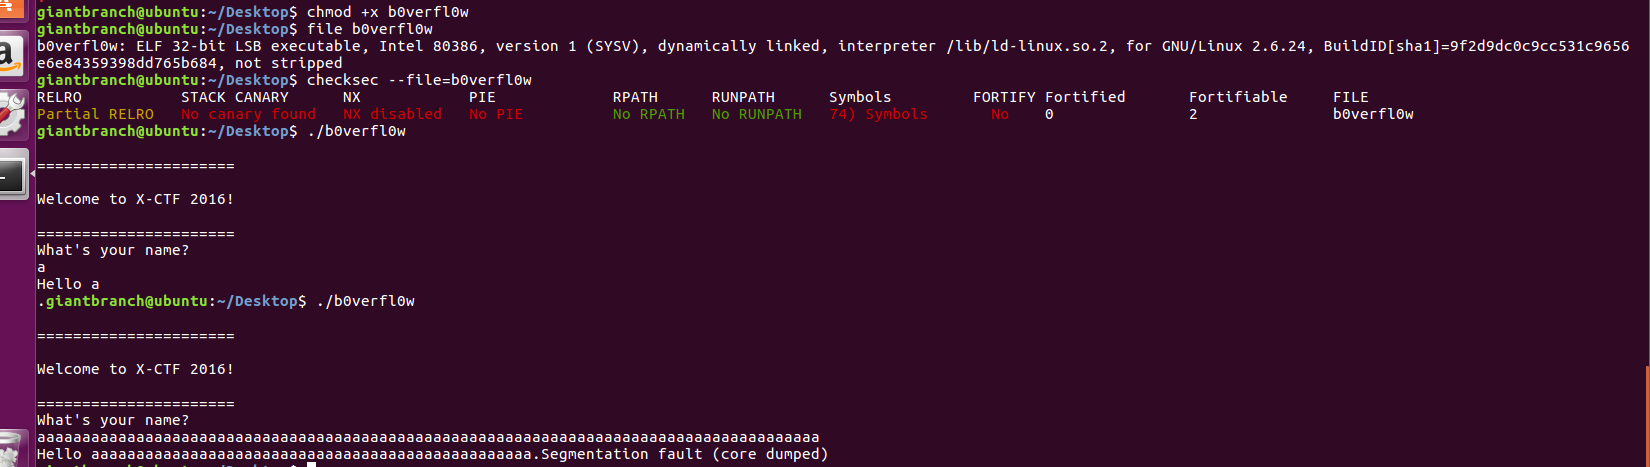 giantbranch@ubuntu:~/Desktop$ chmod +x b0verfl0w
giantbranch@ubuntu:~/Desktop$ file b0verfl0w
b0verfl0w: ELF 32-bit LSB executable, Intel 80386, version 1 (SYSV), dynamically linked, interpreter /lib/ld-linux.so.2, for GNU/Linux 2.6.24, BuildID[sha1]=9f2d9dc0c9cc531c9656
e6e84359398dd765b684, not stripped
giantbranch@ubuntu:~/Desktop$ checksec --file=b0verfl0w
RELRO STACK CANARY NX PIE RPATH RUNPATH Symbols FORTIFY Fortified Fortifiable FILE
Partial RELRO No canary found NX disabled No PIE No RPATH No RUNPATH 74) Symbols No 0 2 b0verfl0w
giantbranch@ubuntu:~/Desktop$ ./b0verfl0w
======================
Welcome to X-CTF 2016!
======================
What's your name?
a
Hello a
.giantbranch@ubuntu:~/Desktop$ ./b0verfl0w
======================
Welcome to X-CTF 2016!
======================
What's your name?
aaaaaaaaaaaaaaaaaaaaaaaaaaaaaaaaaaaaaaaaaaaaaaaaaaaaaaaaaaaaaaaaaaaaaaaaaaaaaaaaaaaaaaa
Hello aaaaaaaaaaaaaaaaaaaaaaaaaaaaaaaaaaaaaaaaaaaaaaaaa.Segmentation fault (core dumped)